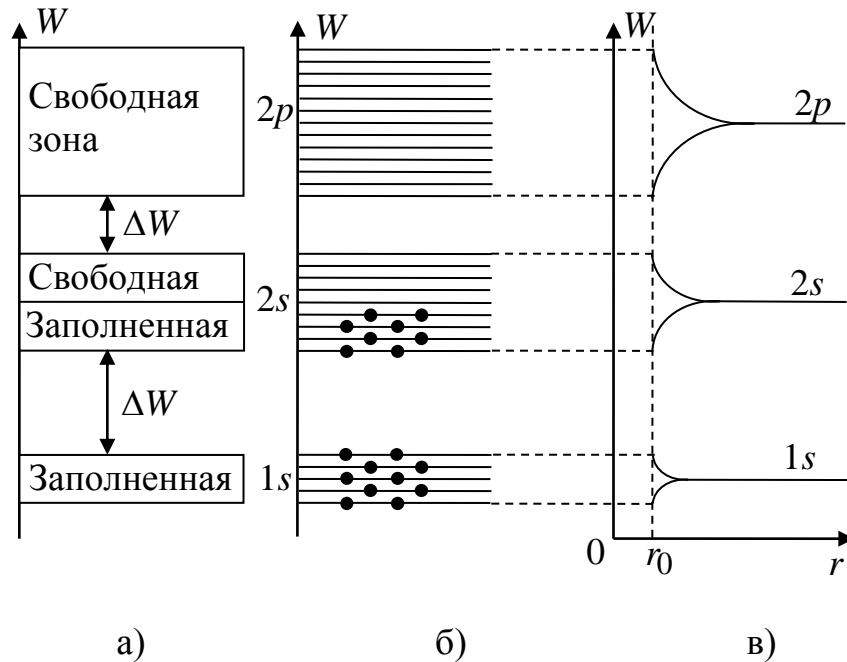 W
Свободная
зона
ΔW
Свободная
Заполненная
ΔW
Заполненная
а)
W
2p
2s
1s
б)
W
2p
2s
1s
0
r0
r
в)